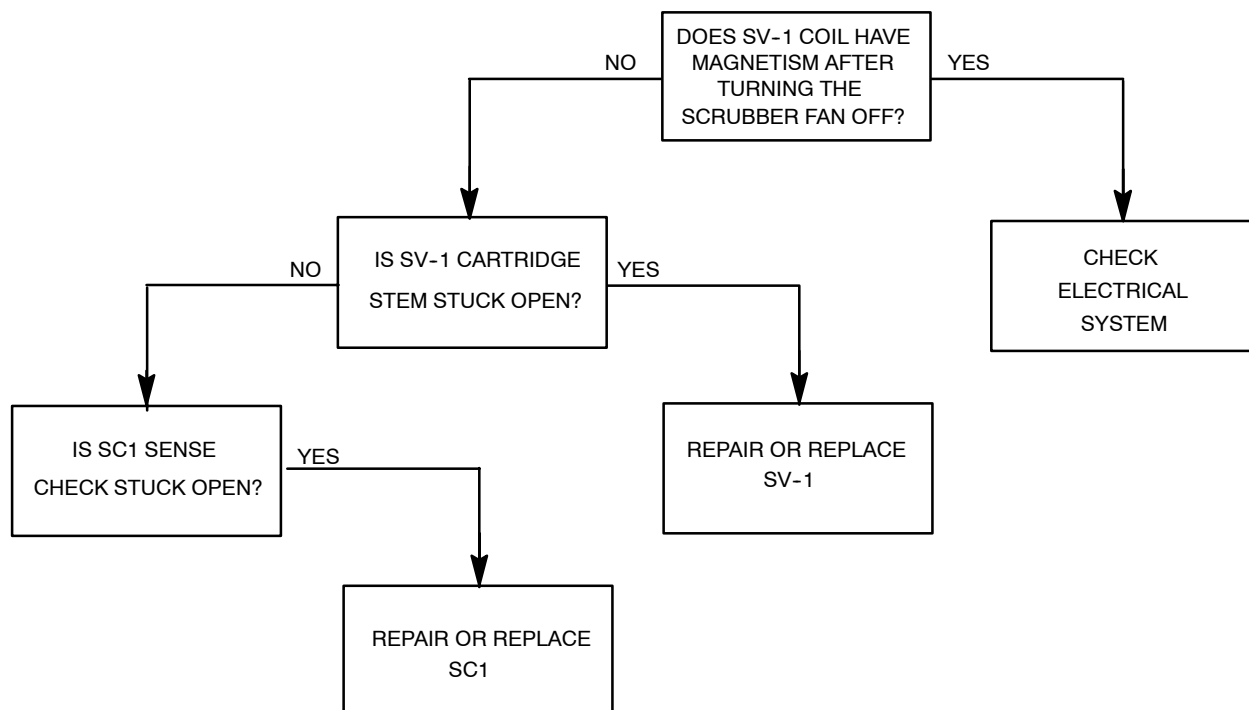 DOES SV-1 COIL HAVE
MAGNETISM AFTER
TURNING THE
SCRUBBER FAN OFF?
NO
YES
IS SV-1 CARTRIDGE
STEM STUCK OPEN?
NO
YES
CHECK
ELECTRICAL
SYSTEM
IS SC1 SENSE
CHECK STUCK OPEN?
YES
REPAIR OR REPLACE
SV-1
REPAIR OR REPLACE
SC1